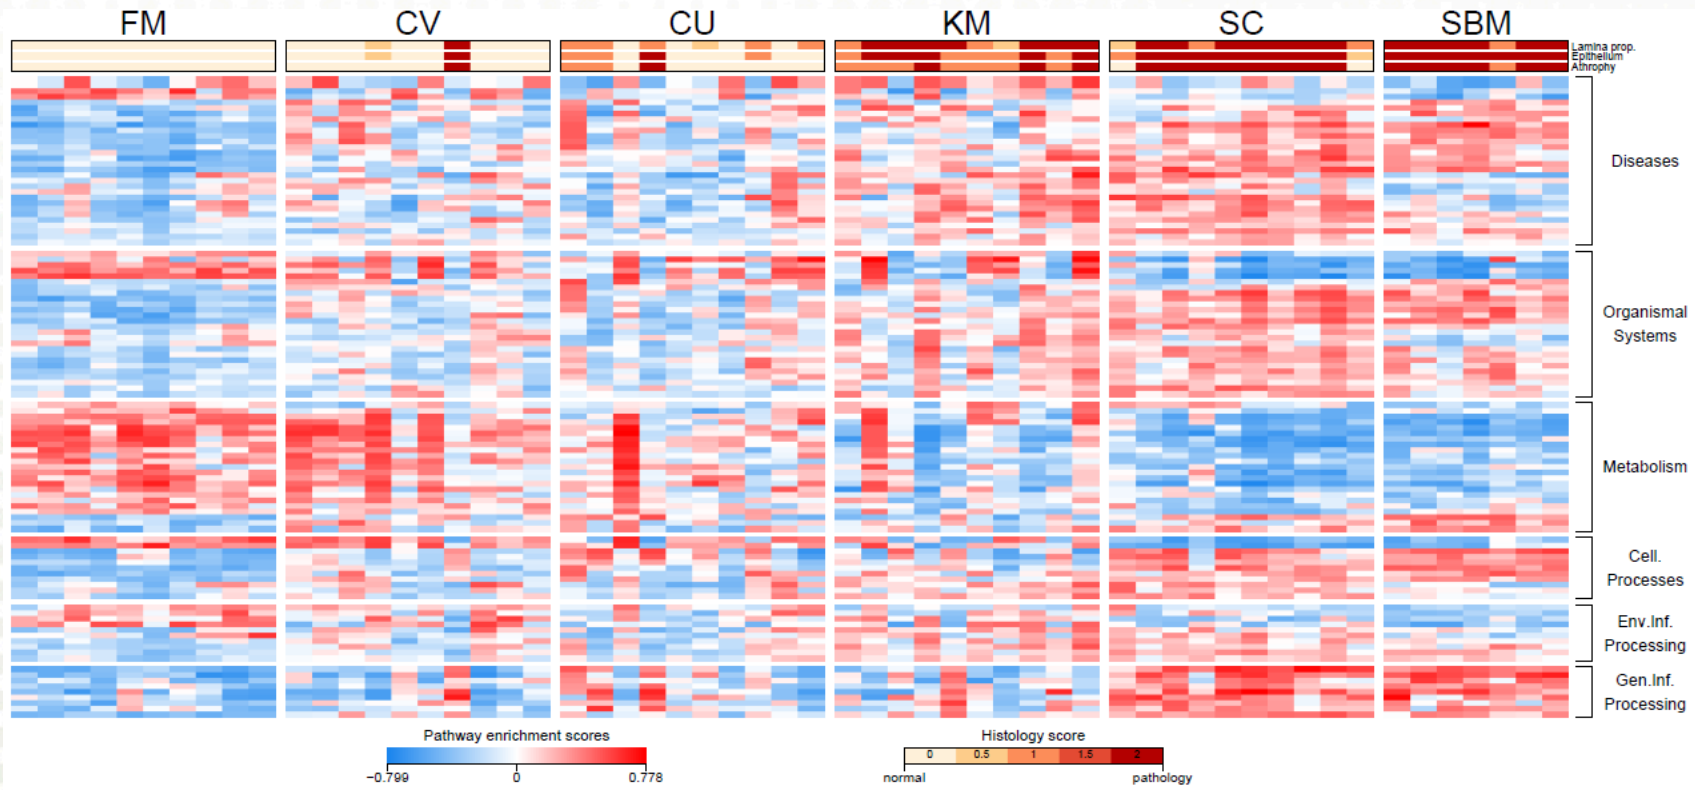 FM CV CU KM SC SBM
Lamina prop.
Epithelium
Athrophy
Diseases
Organismal
Systems
Metabolism
Cell.
Processes
Env.Inf.
Processing
Gen.Inf.
Processing
Pathway enrichment scores
−0.799 0 0.778
Histology score
0 0.5 1 1.5 2
normal pathology